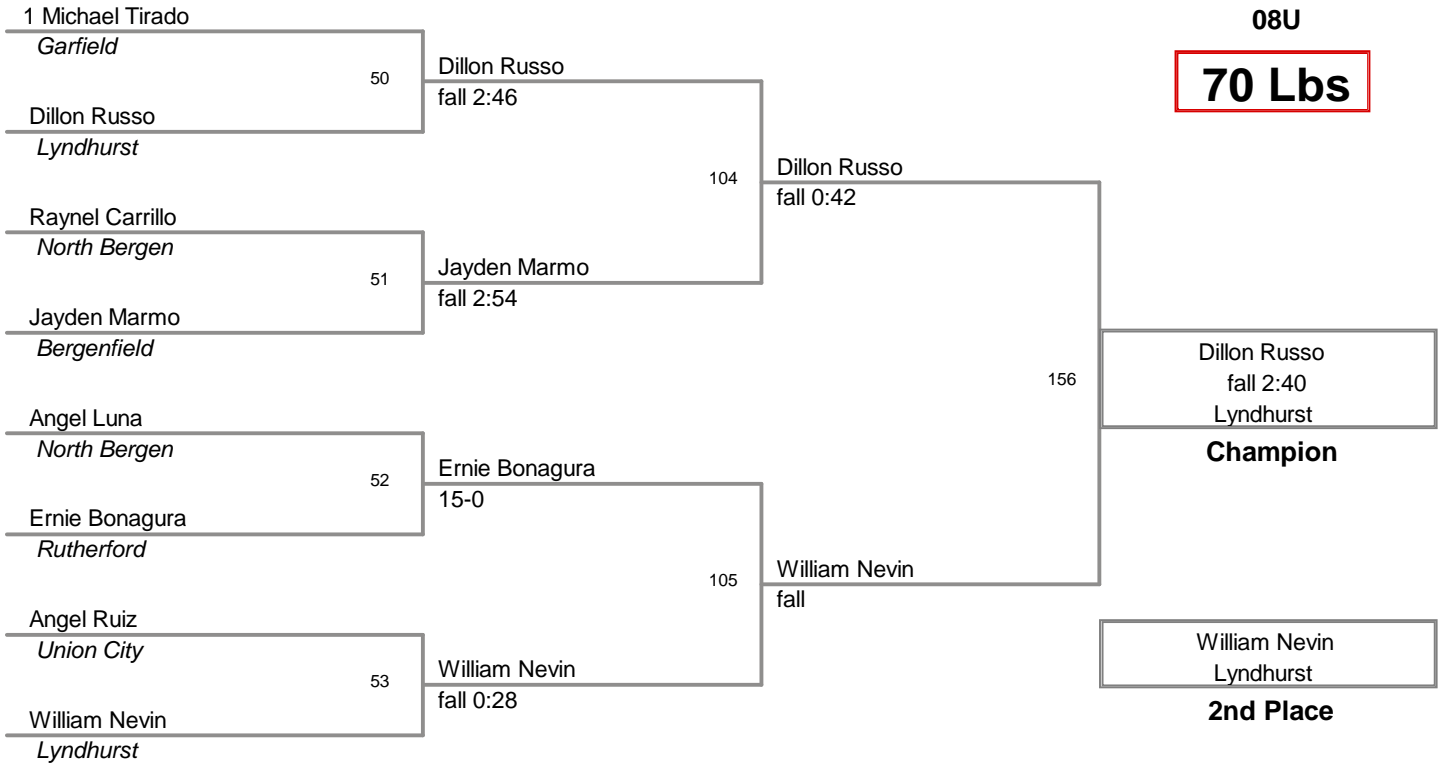 1 Michael Tirado
Garfield
50
Dillon Russo
Lyndhurst
Dillon Russo
fall 2:46
Raynel Carrillo
North Bergen
51
Jayden Marmo
Bergenfield
Jayden Marmo
fall 2:54
104
Dillon Russo
fall 0:42
Angel Luna
North Bergen
52
Ernie Bonagura
Rutherford
Ernie Bonagura
15-0
Angel Ruiz
Union City
53
William Nevin
Lyndhurst
William Nevin
fall 0:28
105
William Nevin
fall
156
08U
70 Lbs
Dillon Russo
fall 2:40
Lyndhurst
Champion
William Nevin
Lyndhurst
2nd Place